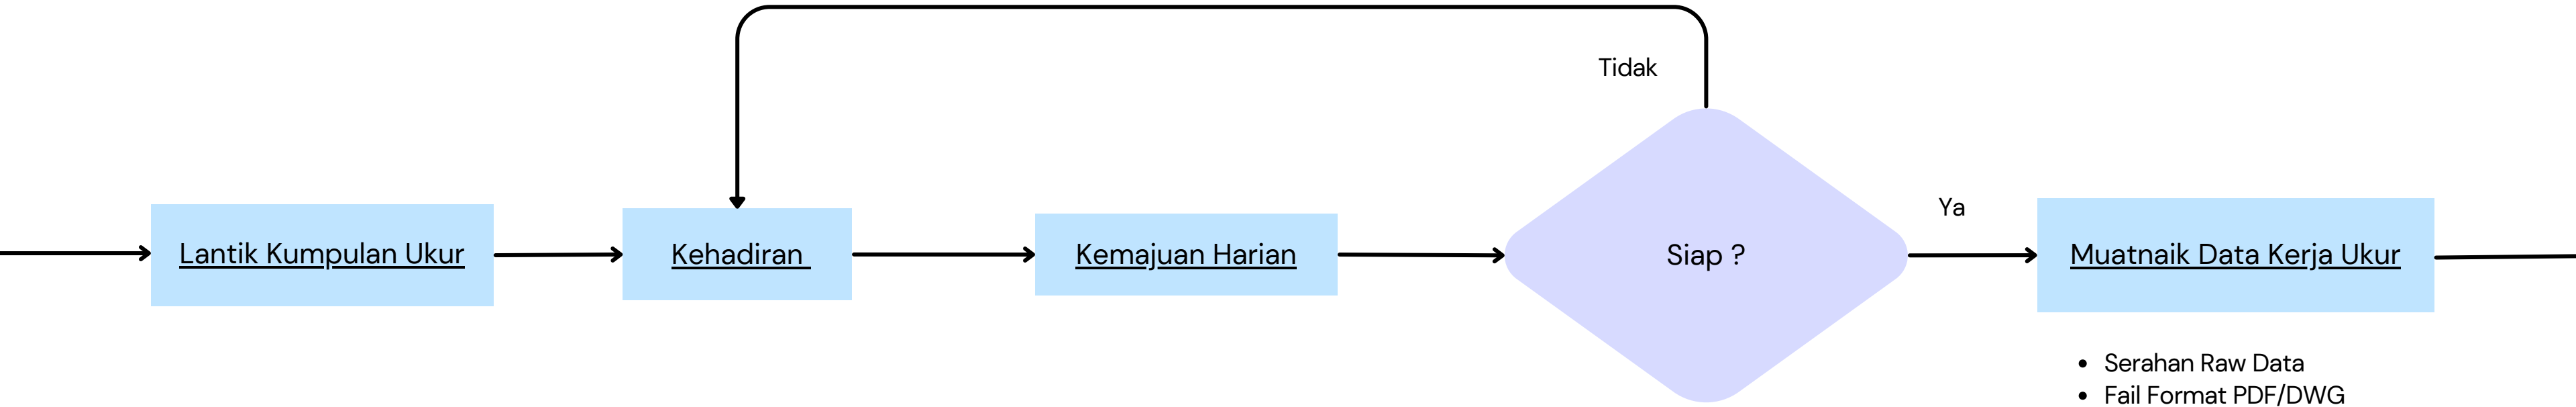 Tidak
Ya
Lantik Kumpulan Ukur
Kehadiran
Kemajuan Harian
Siap ?
Muatnaik Data Kerja Ukur
• Serahan Raw Data
• Fail Format PDF/DWG